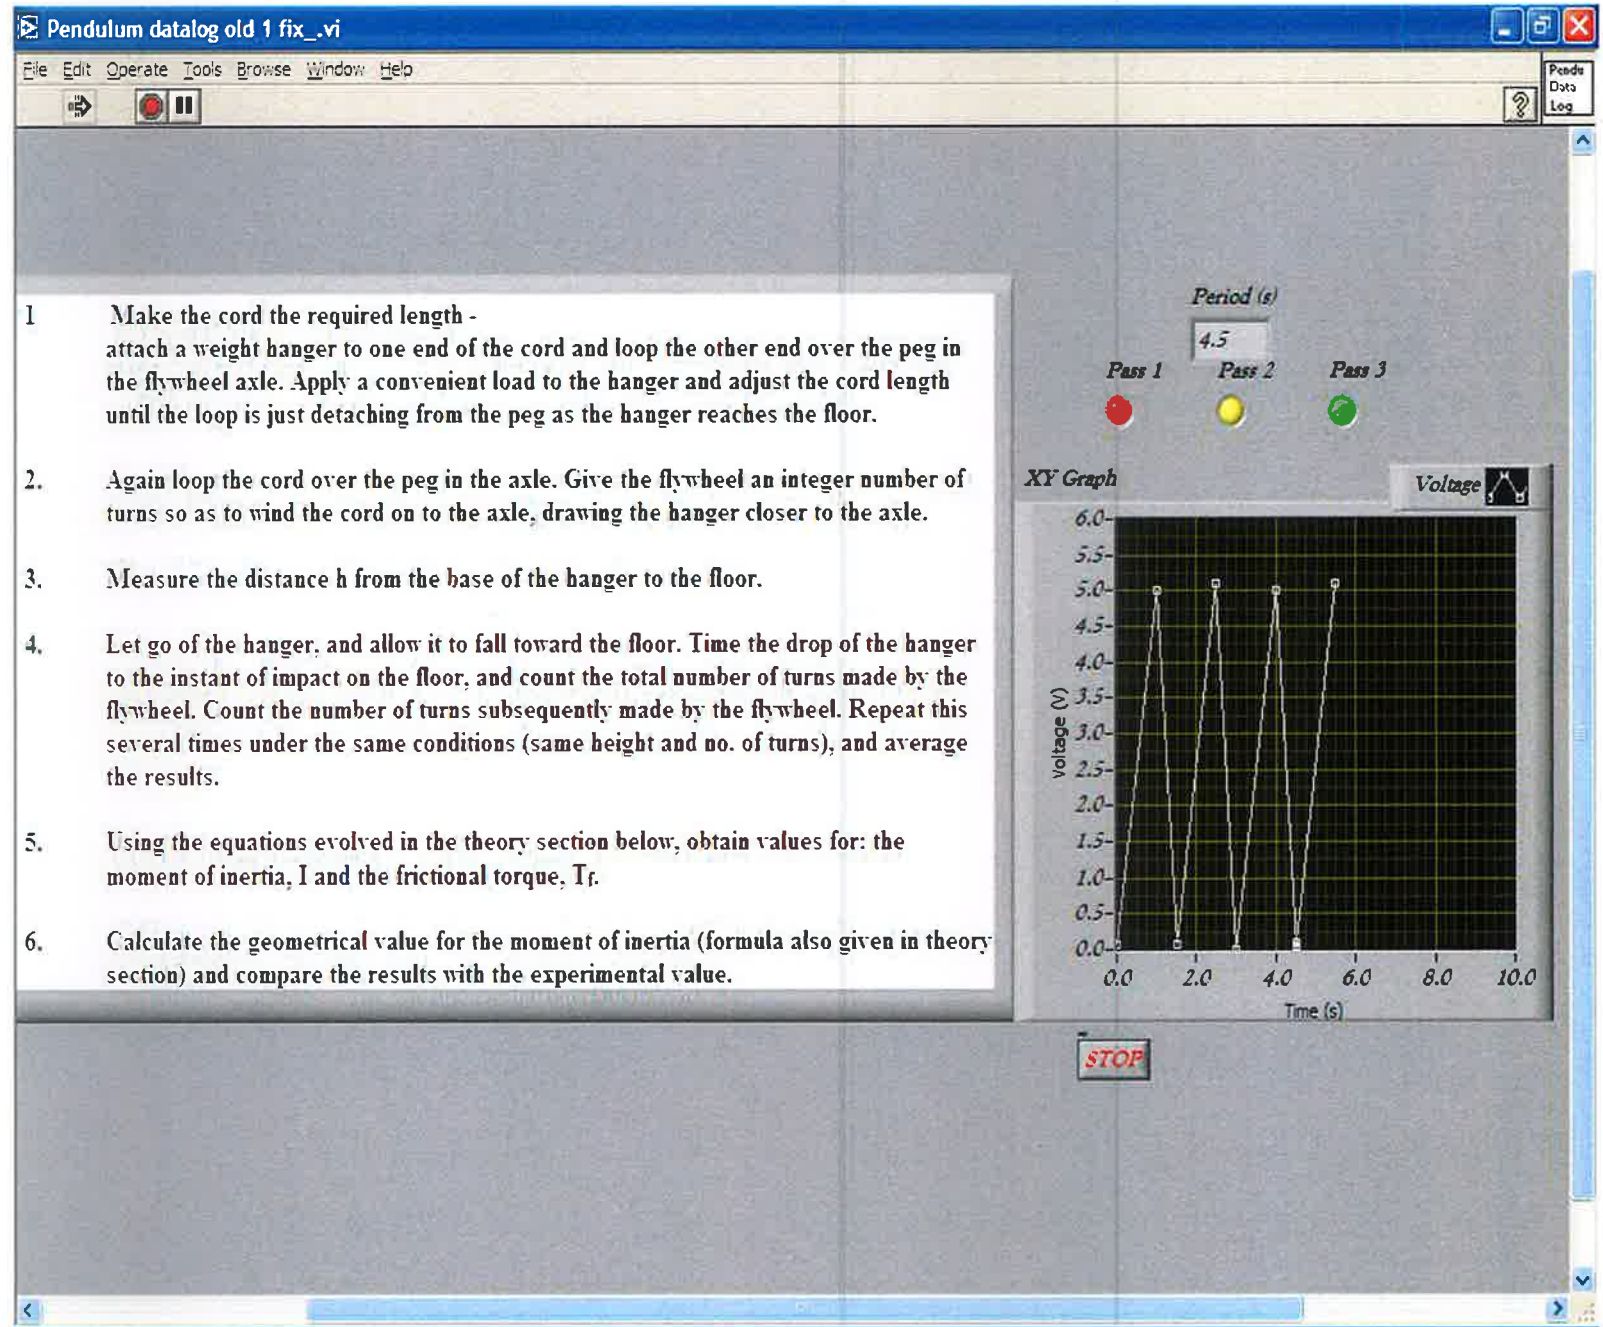 Pendulum datalog old 1 fix_.vi
File Edit Operate Tools Browse Window Help
Pendu
Data
Log
1 Make the cord the required length -
attach a weight hanger to one end of the cord and loop the other end over the peg in
the flywheel axle. Apply a convenient load to the hanger and adjust the cord length
until the loop is just detaching from the peg as the hanger reaches the floor.
2. Again loop the cord over the peg in the axle. Give the flywheel an integer number of
turns so as to wind the cord on to the axle, drawing the hanger closer to the axle.
3. Measure the distance h from the base of the hanger to the floor.
4. Let go of the hanger, and allow it to fall toward the floor. Time the drop of the hanger
to the instant of impact on the floor, and count the total number of turns made by the
flywheel. Count the number of turns subsequently made by the flywheel. Repeat this
several times under the same conditions (same height and no. of turns), and average
the results.
5. Using the equations evolved in the theory section below, obtain values for: the
moment of inertia, I and the frictional torque, Tf.
6. Calculate the geometrical value for the moment of inertia (formula also given in theory
section) and compare the results with the experimental value.
Period (s)
4.5
Pass 1 Pass 2 Pass 3
XY Graph
Voltage
6.0
5.5
5.0
4.5
4.0
3.5
3.0
2.5
2.0
1.5
1.0
0.5
0.0
Voltage (V)
0.0 2.0 4.0 6.0 8.0 10.0
Time (s)
STOP